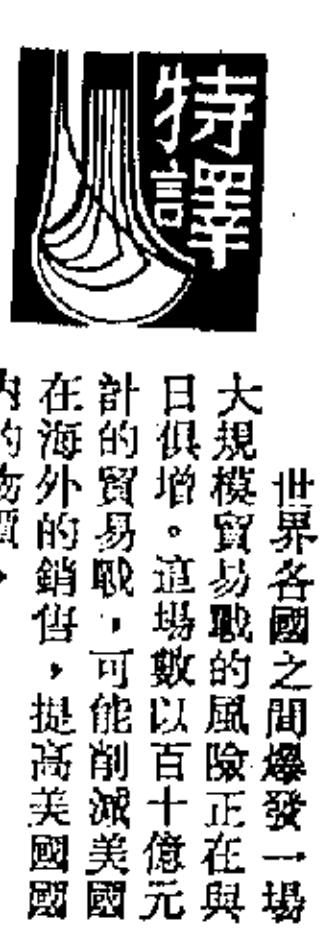 特譯
世界各國之間爆發一場
大規模貿易戰的風險正在與
日俱增。這場數以百十億元
計的貿易戰，可能削減美國
在海外的銷售，提高美國國
內的物價，